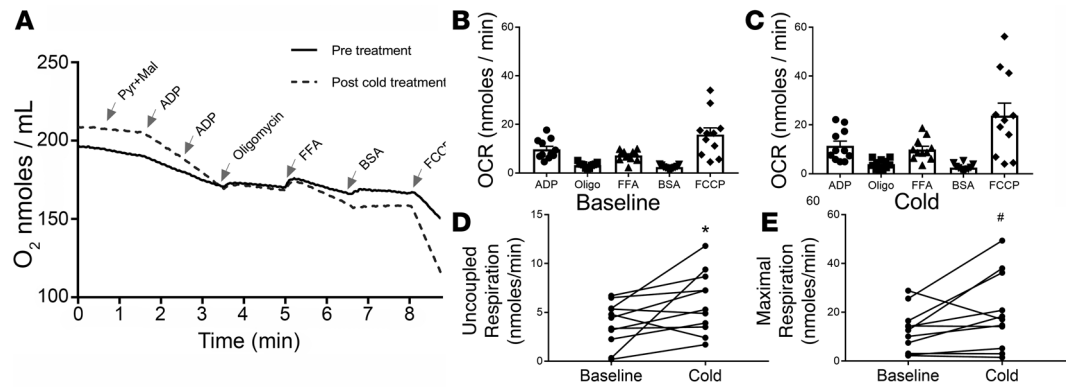 A
O2 nmoles / mL
250
200
150
100
0 1 2 3 4 5 6 7 8
Time (min)
Pyr+Mal
ADP
ADP
Oligomycin
FFA
BSA
FCCP
Pre treatment
Post cold treatment
B
OCR (nmoles / min)
60
40
20
0
ADP Oligo FFA BSA FCCP
Baseline
C
OCR (nmoles / min)
60
40
20
0
ADP Oligo FFA BSA FCCP
Cold
D
Uncoupled
Respiration
(nmoles/min)
15
10
5
0
*
Baseline Cold
E
Maximal
Respiration
(nmoles/min)
60
60
40
20
0
#
Baseline Cold